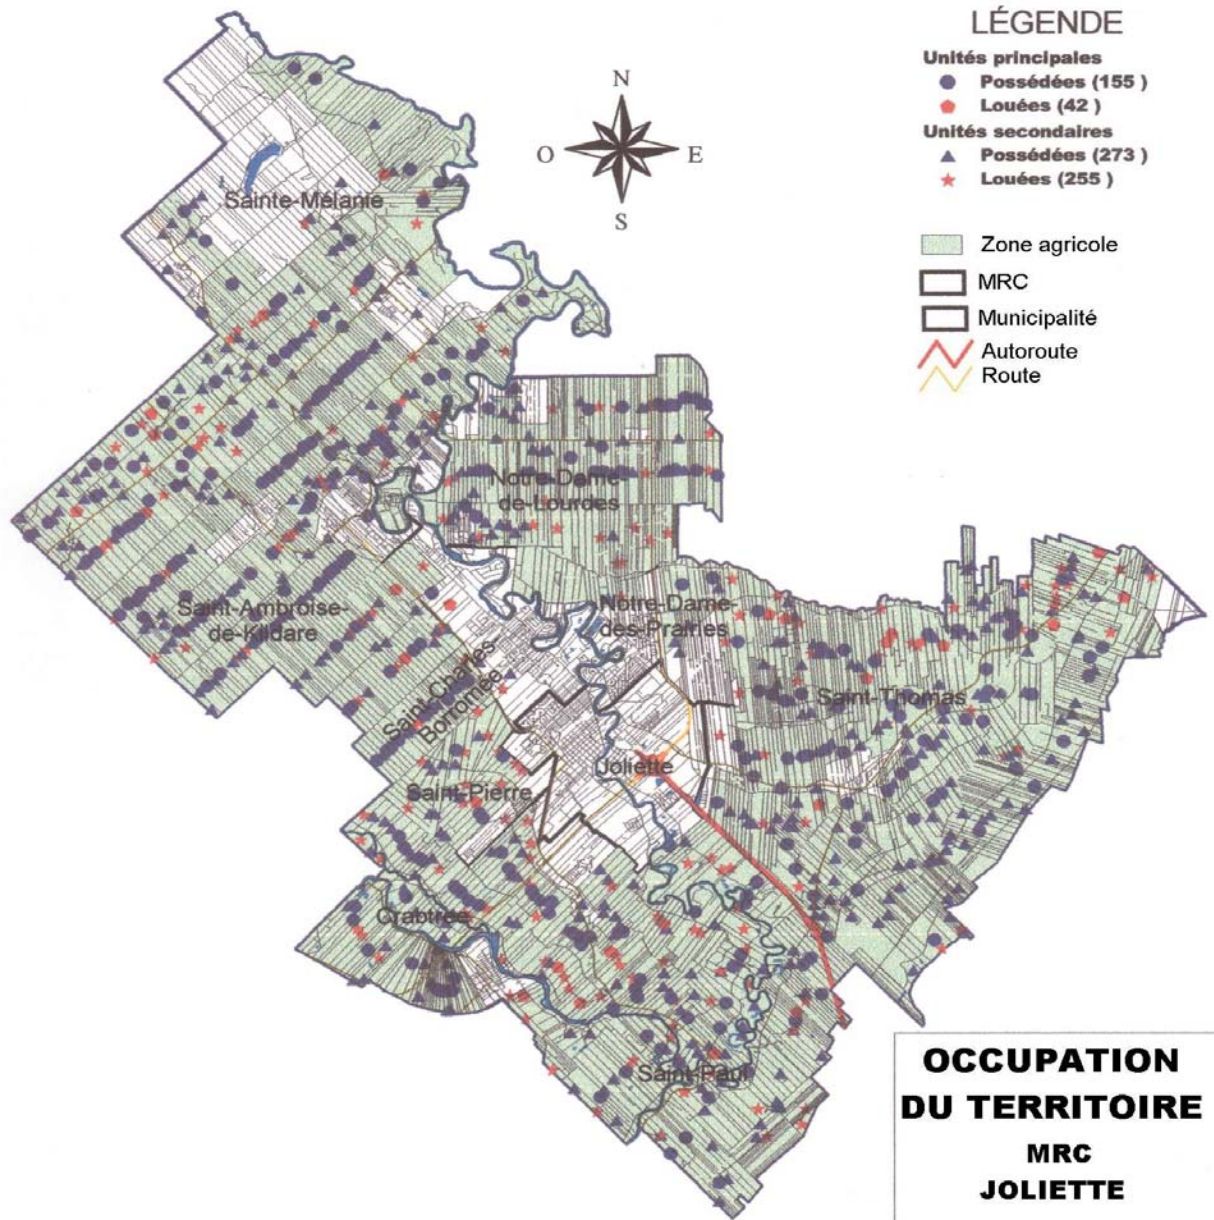 LÉGENDE
Unités principales
Possédées (155 )
Louées (42 )
Unités secondaires
Possédées (273 )
Louées (255 )
Zone agricole
MRC
Municipalité
Autoroute
Route
N
O
E
S
Sainte-Mélanie
Notre-Dame-
de-Lourdes
Saint-Ambroise-
de-Kildare
Notre-Dame-
des-Prairies
Saint-Charles
Borromée
Saint-Thomas
Joliette
Saint-Pierre
Crabtree
Saint-Paul
OCCUPATION
DU TERRITOIRE
MRC
JOLIETTE